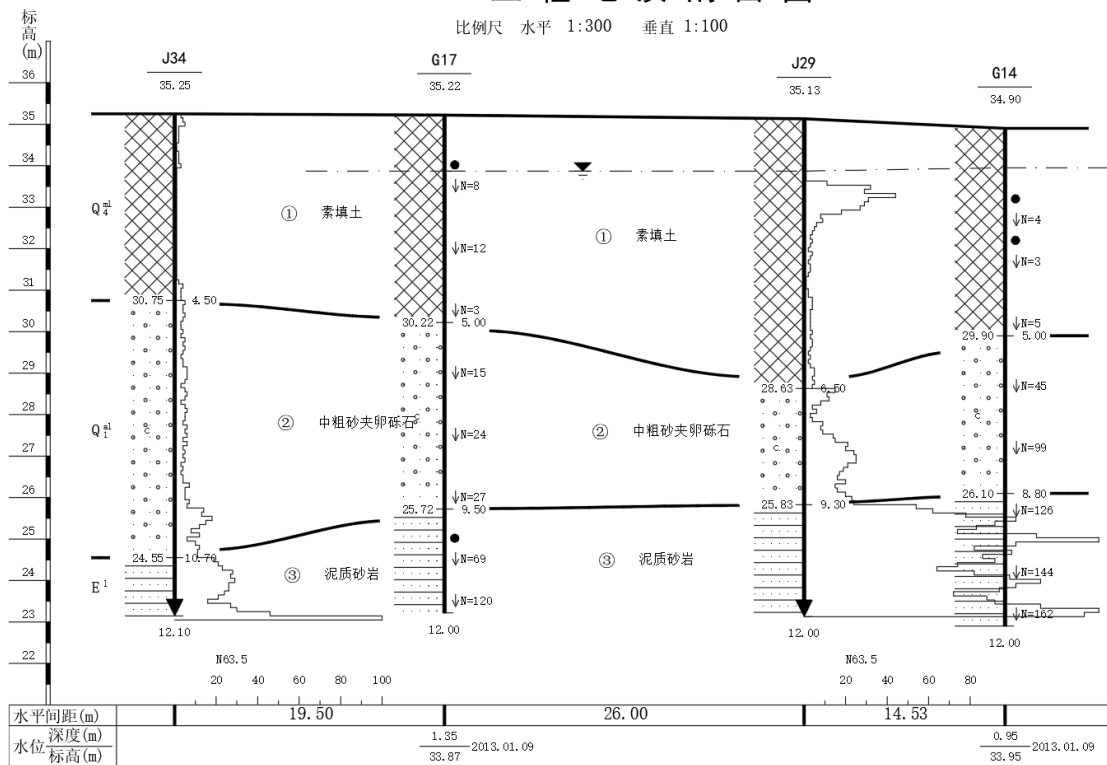 比例尺 水平 1:300 垂直 1:100
标高(m)
J34 G17 J29 G14
35.25 35.22 35.13 34.90
36
35
34
33
32
31
30
29
28
27
26
25
24
23
22
Q 4 ml
Q 1 al
E 1
① 素填土
① 素填土
② 中粗砂夹卵砾石
② 中粗砂夹卵砾石
③ 泥质砂岩
③ 泥质砂岩
30.75 4.50
24.55 10.70
12.10
N=8
N=12
N=3
30.22 5.00
N=15
C
N=24
N=27
25.72 9.50
N=69
N=120
12.00
28.63 6.50
C
25.83 9.30
12.00
N=4
N=3
N=5
29.90 5.00
N=45
C
N=99
26.10 8.80
N=126
N=144
N=162
12.00
C
N63.5
20 40 60 80 100
N63.5
20 40 60 80
水平间距(m) 19.50 26.00 14.53
水位 深度(m) 1.35 0.95
标高(m) 33.87 2013.01.09 33.95 2013.01.09